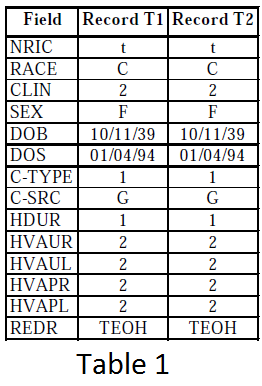 Field Record T1 Record T2
NRIC t t
RACE C C
CLIN 2 2
SEX F F
DOB 10/11/39 10/11/39
DOS 01/04/94 01/04/94
C-TYPE 1 1
C-SRC G G
HDUR 1 1
HVAUR 2 2
HVAUL 2 2
HVAPR 2 2
HVAPL 2 2
REDR TEOH TEOH
Table 1